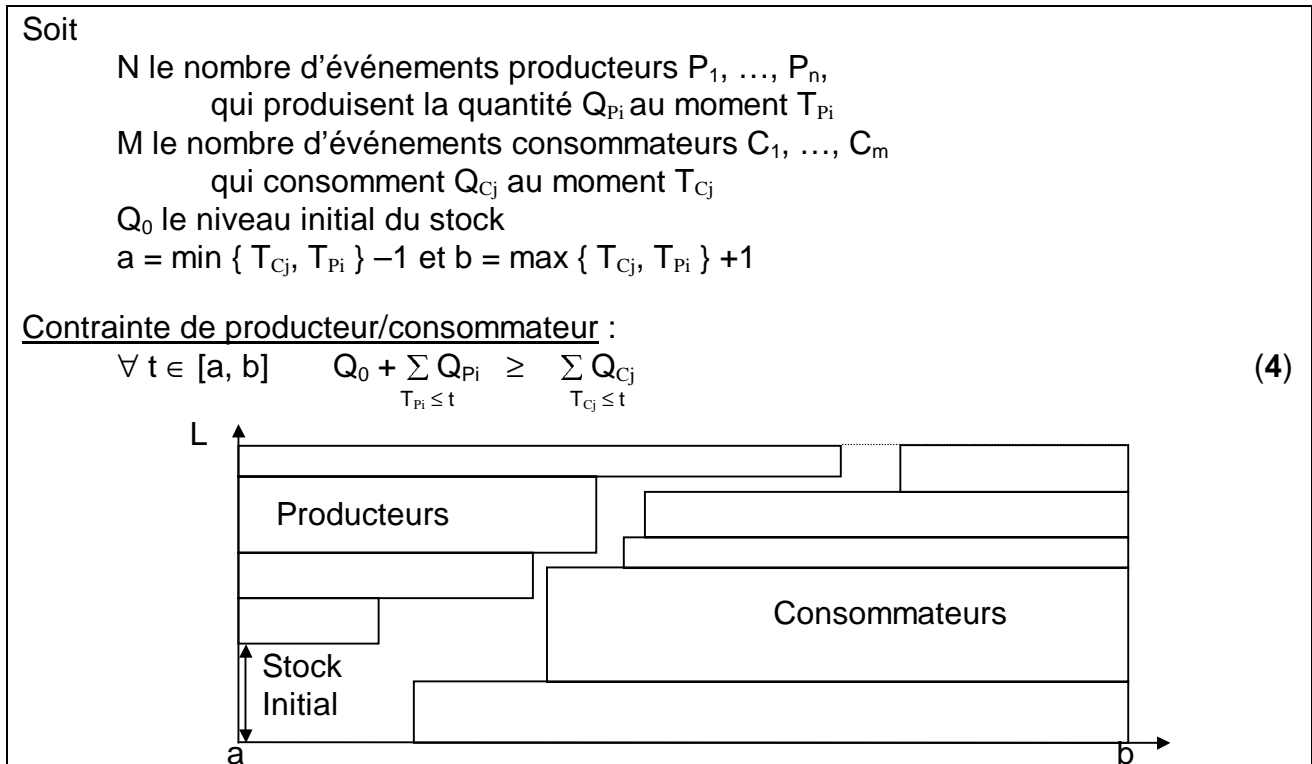 Soit
N le nombre d’événements producteurs P1, …, Pn,
qui produisent la quantité QPi au moment TPi
M le nombre d’événements consommateurs C1, …, Cm
qui consomment QCj au moment TCj
Q0 le niveau initial du stock
a = min { TCj, TPi } –1 et b = max { TCj, TPi } +1
Contrainte de producteur/consommateur :
∀ t ∈ [a, b] Q0 + ∑ QPi ≥ ∑ QCj (4)
TPi ≤ t TCj ≤ t
L
Producteurs
Consommateurs
Stock
Initial
a b